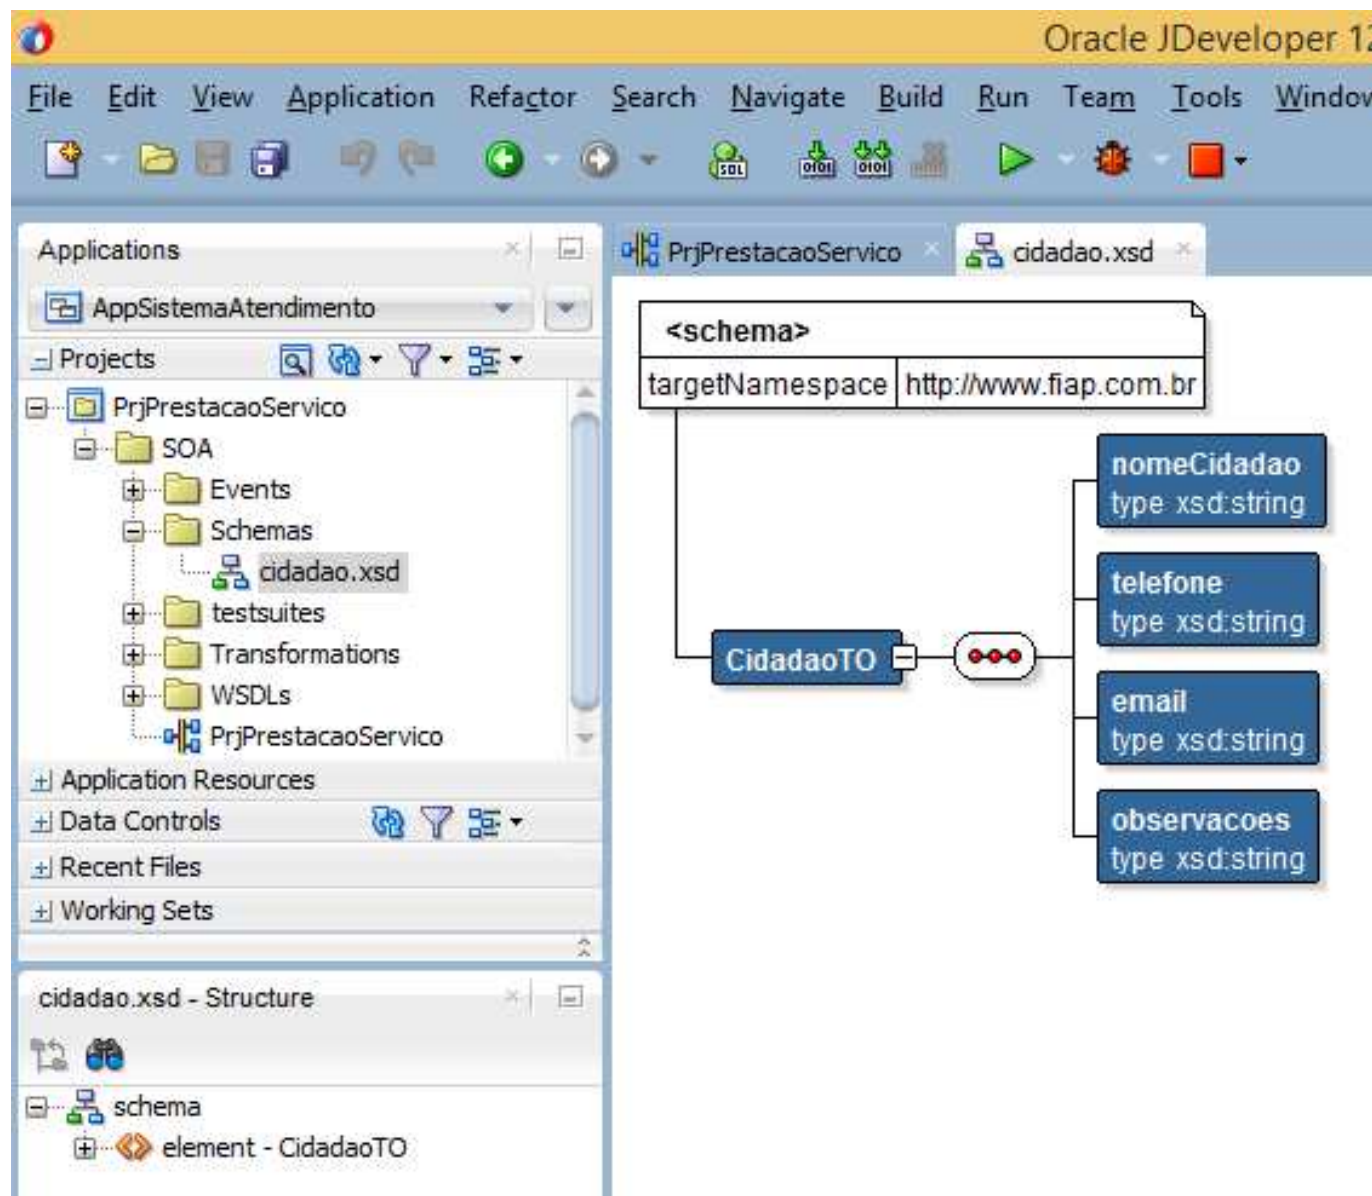 Oracle JDeveloper 12
File Edit View Application Refactor Search Navigate Build Run Team Tools Window
SQL
Applications
AppSistemaAtendimento
Projects
PrjPrestacaoServico
SOA
Events
Schemas
cidadao.xsd
testsuites
Transformations
WSDLs
PrjPrestacaoServico
Application Resources
Data Controls
Recent Files
Working Sets
cidadao.xsd - Structure
schema
element - CidadaoTO
PrjPrestacaoServico cidadao.xsd
<schema>
targetNamespace http://www.fiap.com.br
CidadaoTO
nomeCidadao
type xsd:string
telefone
type xsd:string
email
type xsd:string
observacoes
type xsd:string